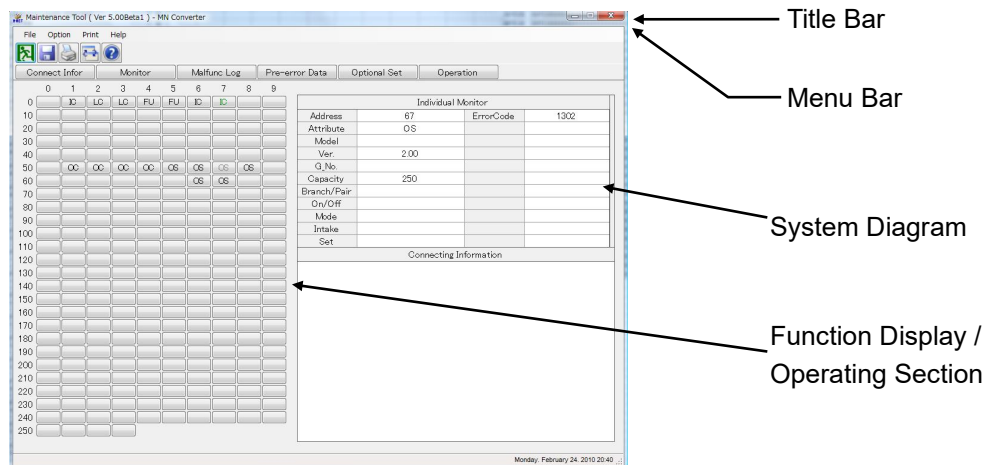 Maintenance Tool ( Ver 5.00Beta1 ) - MN Converter
File Option Print Help
Connect Infor Monitor Malfunc Log Pre-error Data Optional Set Operation
0 1 2 3 4 5 6 7 8 9
0 IC LC LC FU FU IC IC
10
20
30
40
50 OC OC OC OC OS OS OS OS
60 OS OS
70
80
90
100
110
120
130
140
150
160
170
180
190
200
210
220
230
240
250
Individual Monitor
Address 67 ErrorCode 1302
Attribute OS
Model
Ver. 2.00
G_No.
Capacity 250
Branch/Pair
On/Off
Mode
Intake
Set
Connecting Information
Monday. February 24. 2010 20:40
Title Bar
Menu Bar
System Diagram
Function Display /
Operating Section